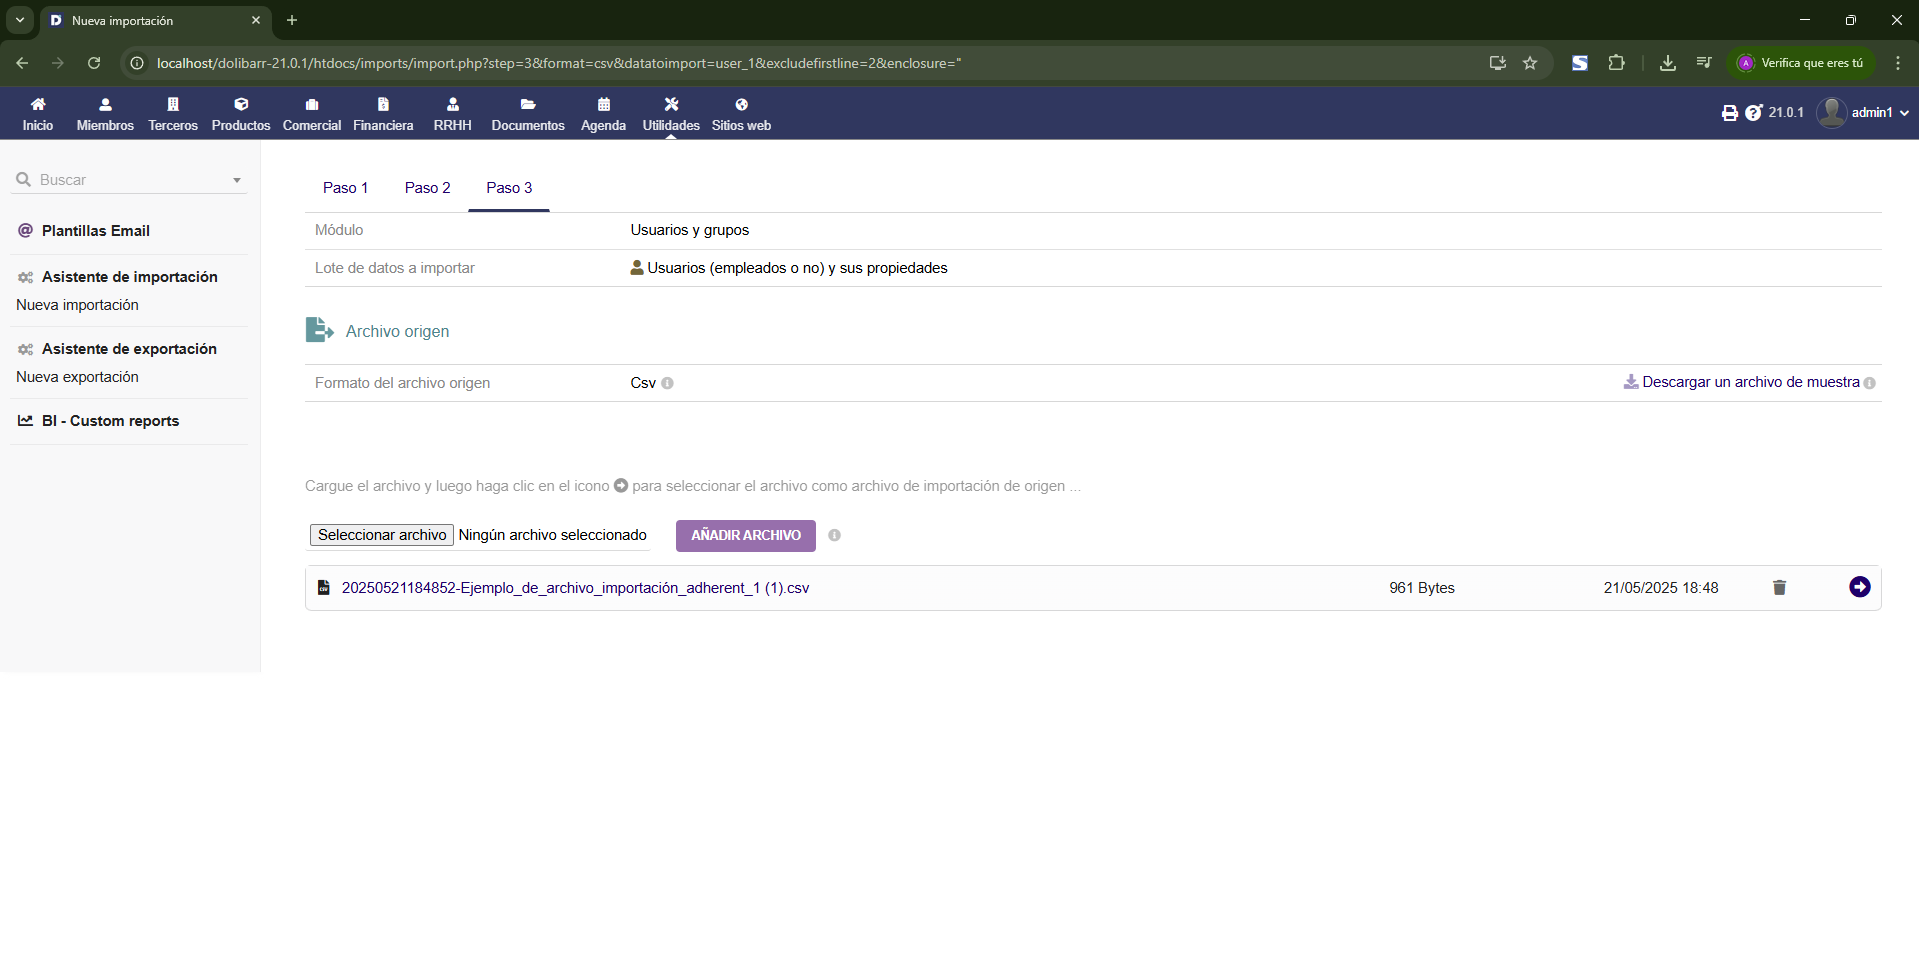 Nueva importación
localhost/dolibarr-21.0.1/htdocs/imports/import.php?step=3&format=csv&datatoimport=user_1&excludefirstline=2&enclosure="
A
Verifica que eres tú
Inicio Miembros Terceros Productos Comercial Financiera RRHH Documentos Agenda Utilidades Sitios web
21.0.1 admin1
Buscar
Plantillas Email
Asistente de importación
Nueva importación
Asistente de exportación
Nueva exportación
BI - Custom reports
Paso 1 Paso 2 Paso 3
Módulo Usuarios y grupos
Lote de datos a importar Usuarios (empleados o no) y sus propiedades
Archivo origen
Formato del archivo origen Csv Descargar un archivo de muestra
Cargue el archivo y luego haga clic en el icono para seleccionar el archivo como archivo de importación de origen ...
Seleccionar archivo Ningún archivo seleccionado AÑADIR ARCHIVO
20250521184852-Ejemplo_de_archivo_importación_adherent_1 (1).csv 961 Bytes 21/05/2025 18:48